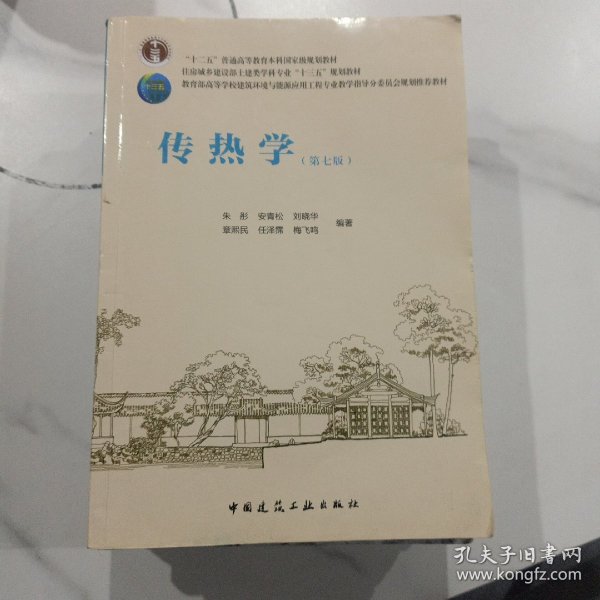 “十二五”普通高等教育本科国家级规划教材
住房城乡建设部土建类学科专业“十三五”规划教材
教育部高等学校建筑环境与能源应用工程专业教学指导分委员会规划推荐教材
十三五
传热学（第七版）
朱彤 安青松 刘晓华
章熙民 任泽霈 梅飞鸣 编著
中国建筑工业出版社
孔夫子旧书网
www.kongfz.com